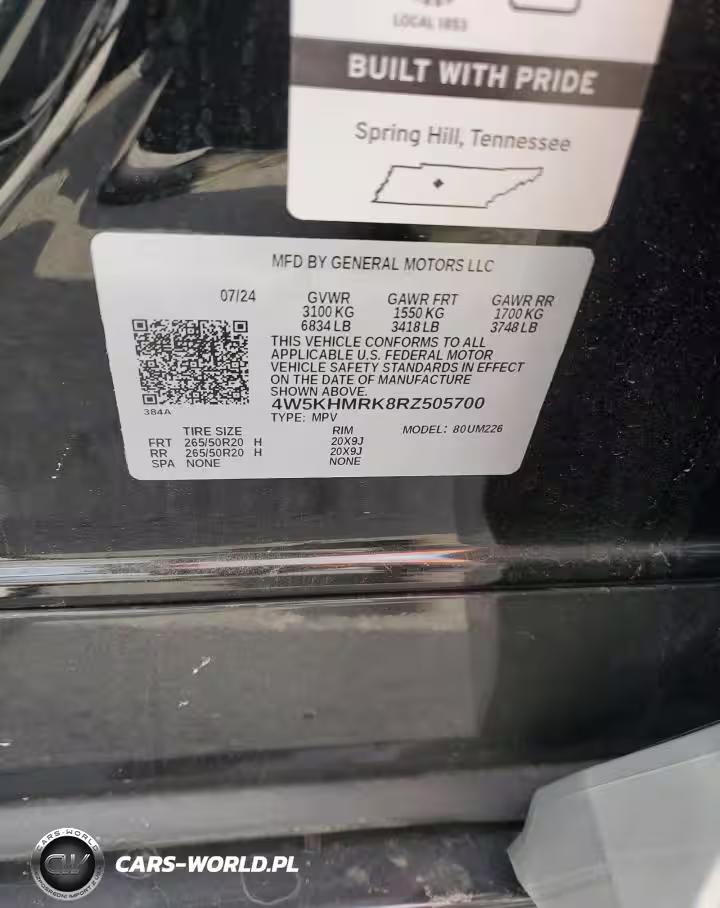 LOCAL 1853
BUILT WITH PRIDE
Spring Hill, Tennessee
MFD BY GENERAL MOTORS LLC
07/24 GVWR GAWR FRT GAWR RR
3100 KG 1550 KG 1700 KG
6834 LB 3418 LB 3748 LB
THIS VEHICLE CONFORMS TO ALL
APPLICABLE U.S. FEDERAL MOTOR
VEHICLE SAFETY STANDARDS IN EFFECT
ON THE DATE OF MANUFACTURE
SHOWN ABOVE.
384A
4W5KHMRK8RZ505700
TYPE: MPV MODEL: 80UM226
TIRE SIZE RIM
FRT 265/50R20 H 20X9J
RR 265/50R20 H 20X9J
SPA NONE NONE
CARS-WORLD
CW
CARS-WORLD.PL